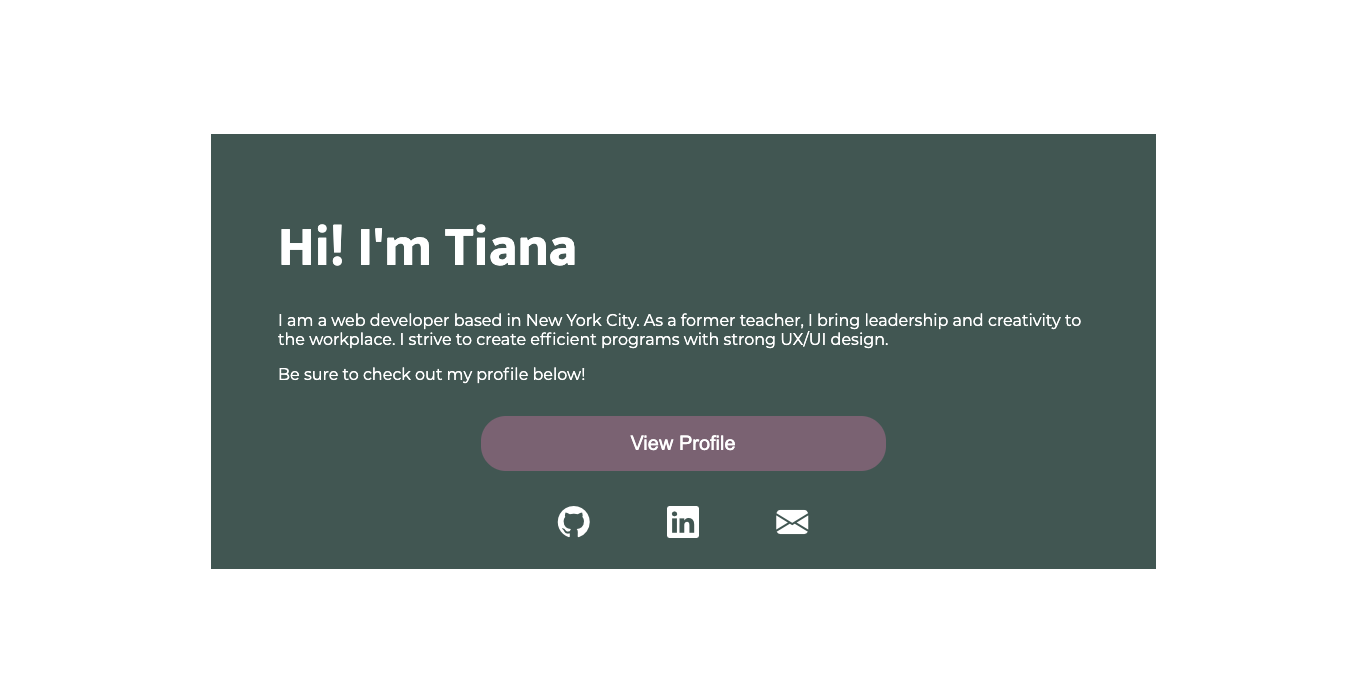 Hi! I'm Tiana
I am a web developer based in New York City. As a former teacher, I bring leadership and creativity to
the workplace. I strive to create efficient programs with strong UX/UI design.
Be sure to check out my profile below!
View Profile
in